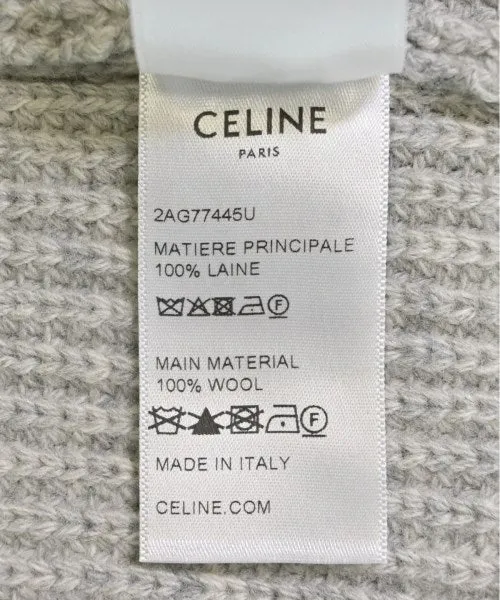 CELINE
PARIS
2AG77445U
MATIERE PRINCIPALE
100% LAINE
F
MAIN MATERIAL
100% WOOL
F
MADE IN ITALY
CELINE.COM